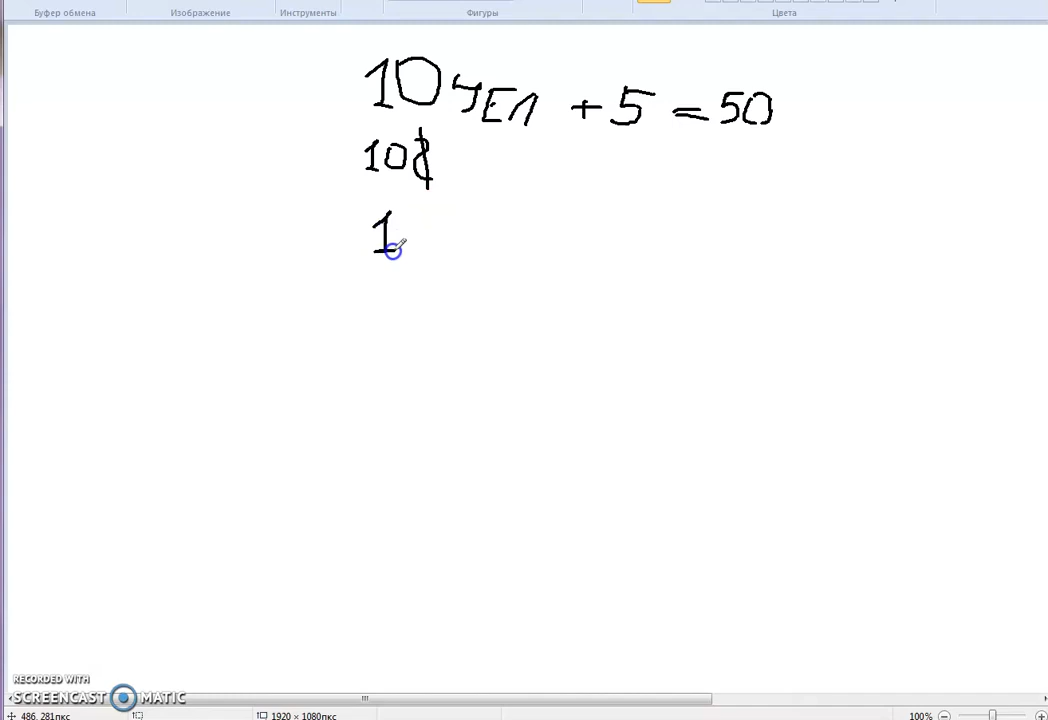 Буфер обмена Изображение Инструменты Фигуры Цвета
10 ЧЕЛ + 5 = 50
10$
1
RECORDED WITH
SCREENCAST MATIC
486, 281пкс 1920 × 1080пкс 100%